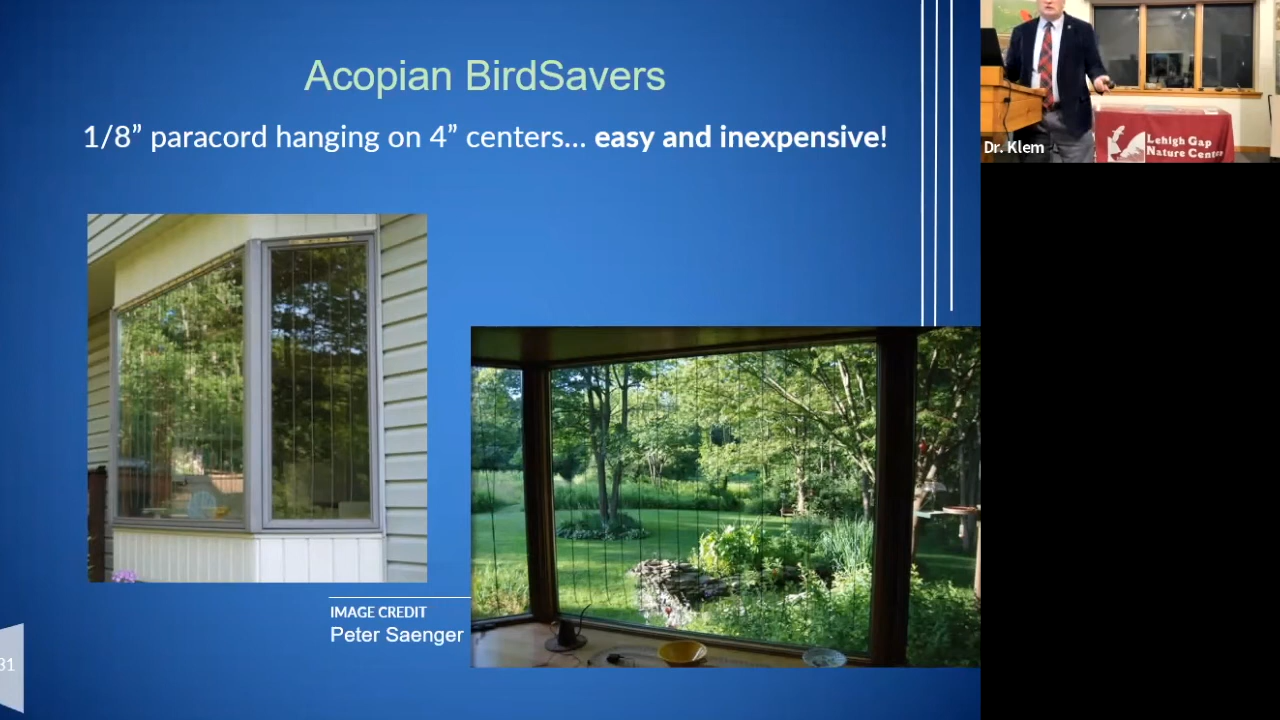 Acopian BirdSavers
1/8” paracord hanging on 4” centers... easy and inexpensive!
IMAGE CREDIT
Peter Saenger
31
Dr. Klem
Lehigh Gap
Nature Center